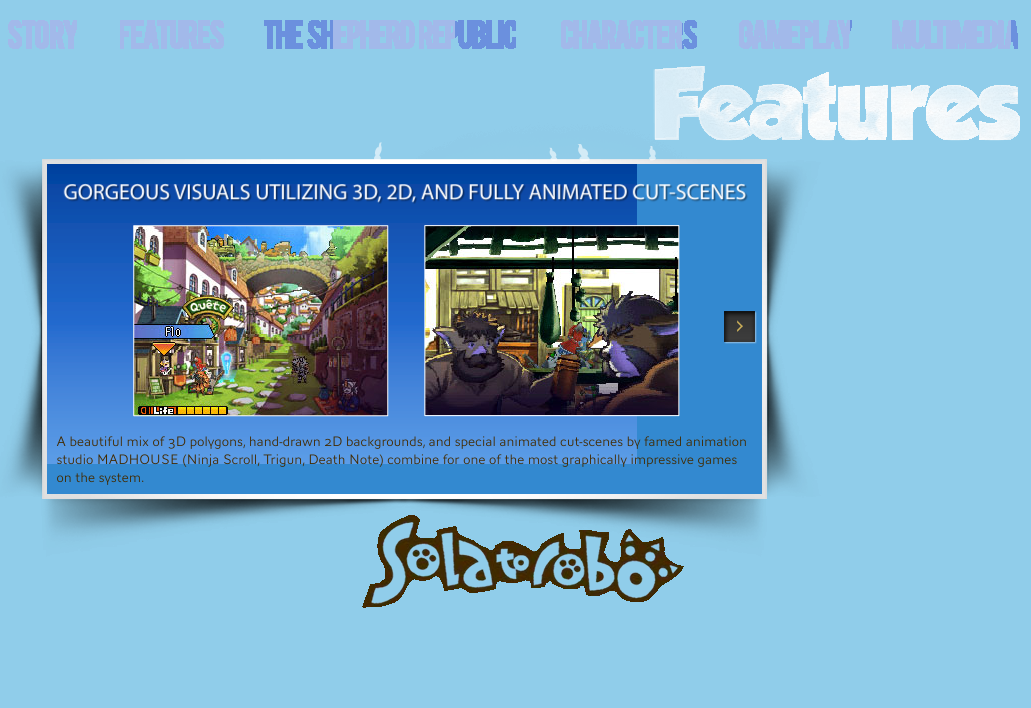 STORY FEATURES THE SHEPHERD REPUBLIC CHARACTERS GAMEPLAY MULTIMEDIA
Features
GORGEOUS VISUALS UTILIZING 3D, 2D, AND FULLY ANIMATED CUT-SCENES
Quête
Flo
Life
A beautiful mix of 3D polygons, hand-drawn 2D backgrounds, and special animated cut-scenes by famed animation
studio MADHOUSE (Ninja Scroll, Trigun, Death Note) combine for one of the most graphically impressive games
on the system.
Solatorobo